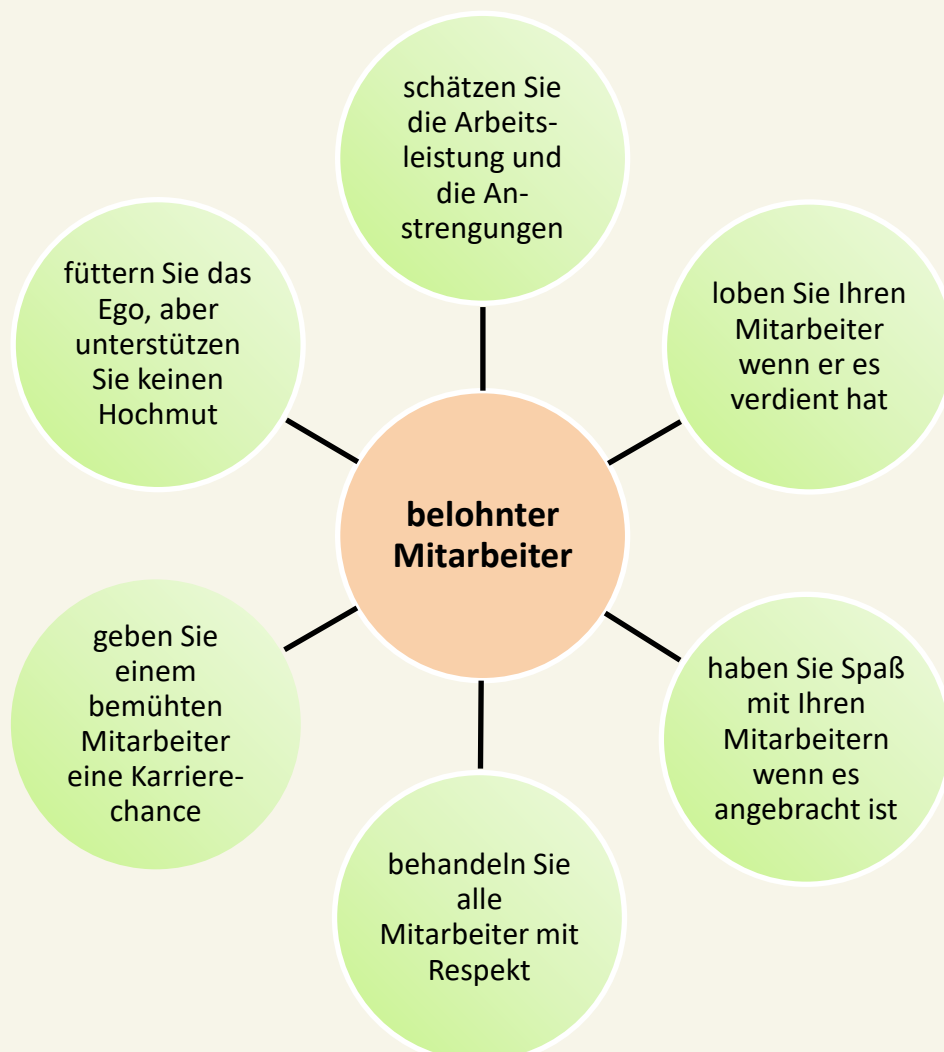 schätzen Sie
die Arbeits-
leistung und
die An-
strengungen
loben Sie Ihren
Mitarbeiter
wenn er es
verdient hat
haben Sie Spaß
mit Ihren
Mitarbeitern
wenn es
angebracht ist
behandeln Sie
alle
Mitarbeiter mit
Respekt
geben Sie
einem
bemühten
Mitarbeiter
eine Karriere-
chance
füttern Sie das
Ego, aber
unterstützen
Sie keinen
Hochmut
belohnter
Mitarbeiter